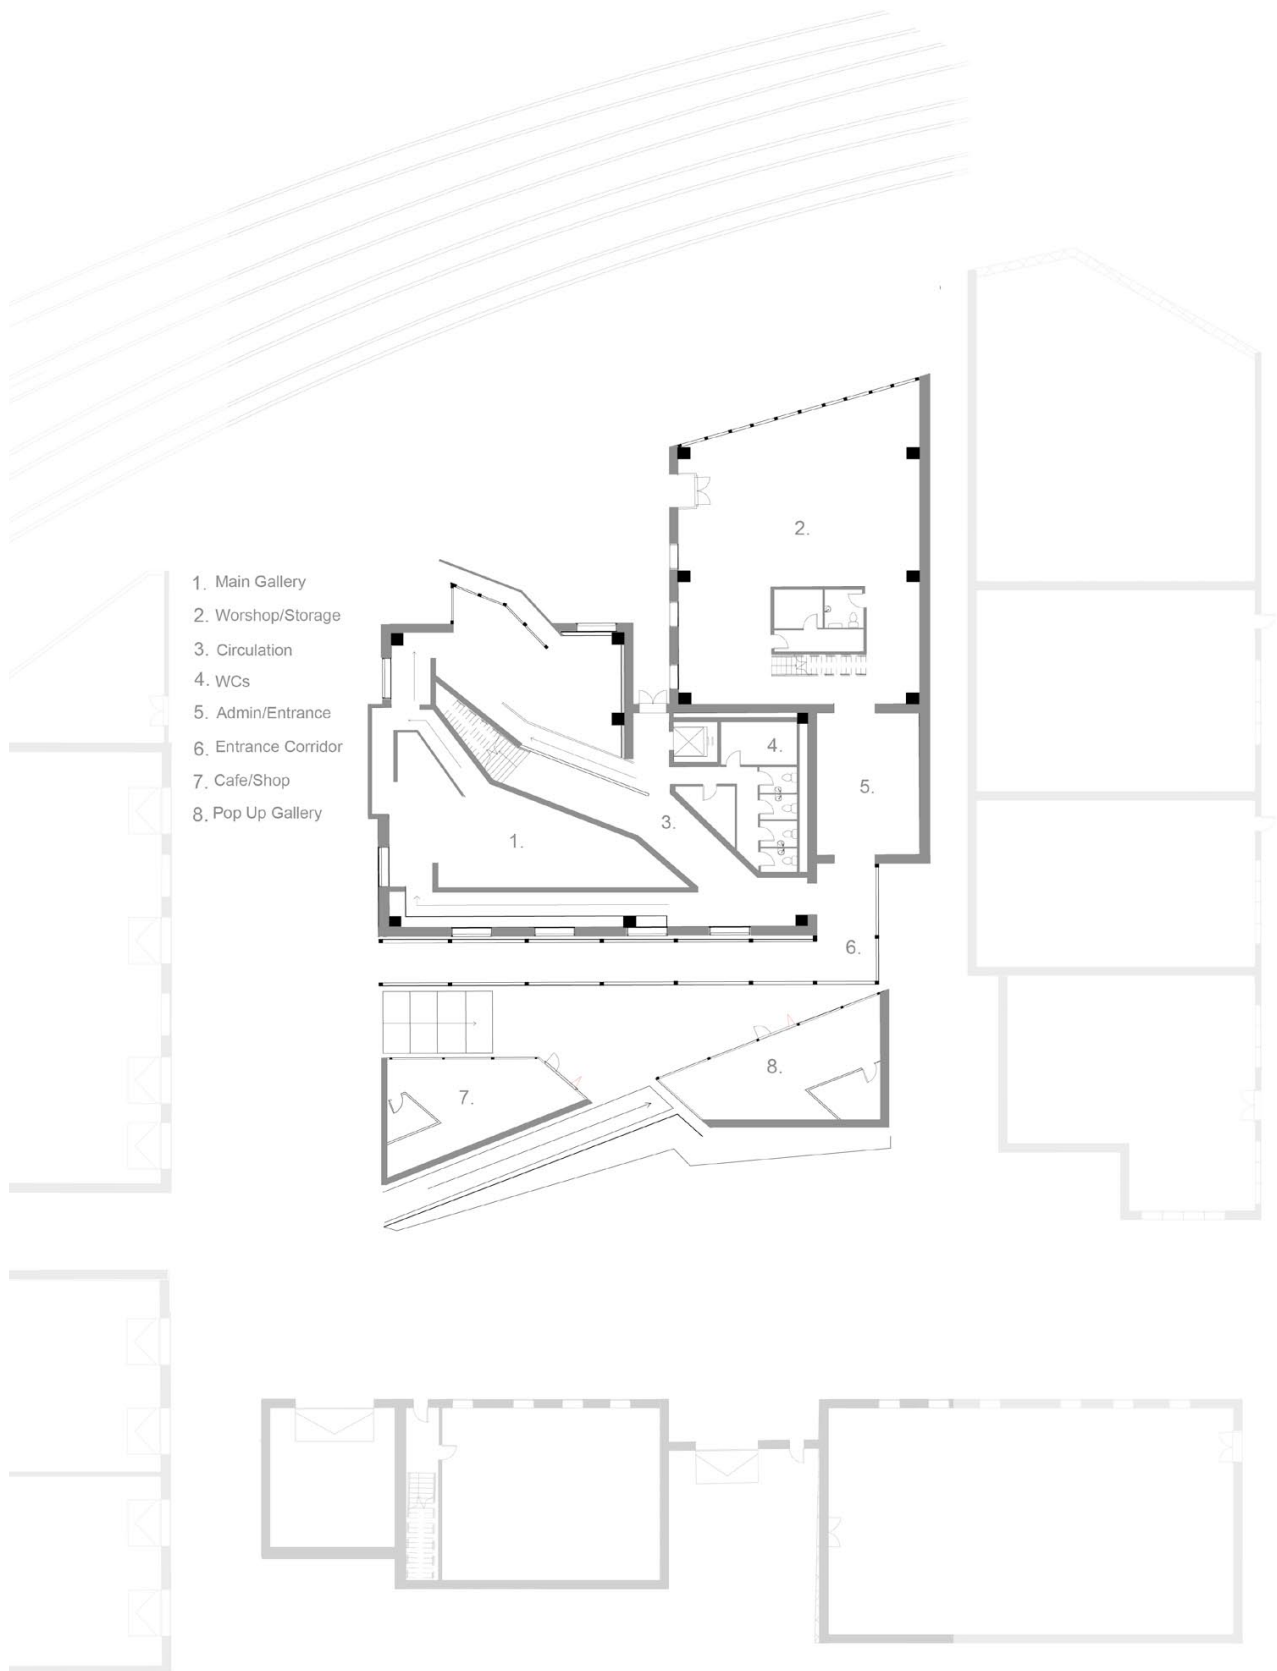 2.
1. Main Gallery
2. Worshop/Storage
3. Circulation
4. WCs
5. Admin/Entrance
6. Entrance Corridor
7. Cafe/Shop
8. Pop Up Gallery
4.
5.
3.
1.
6.
8.
7.